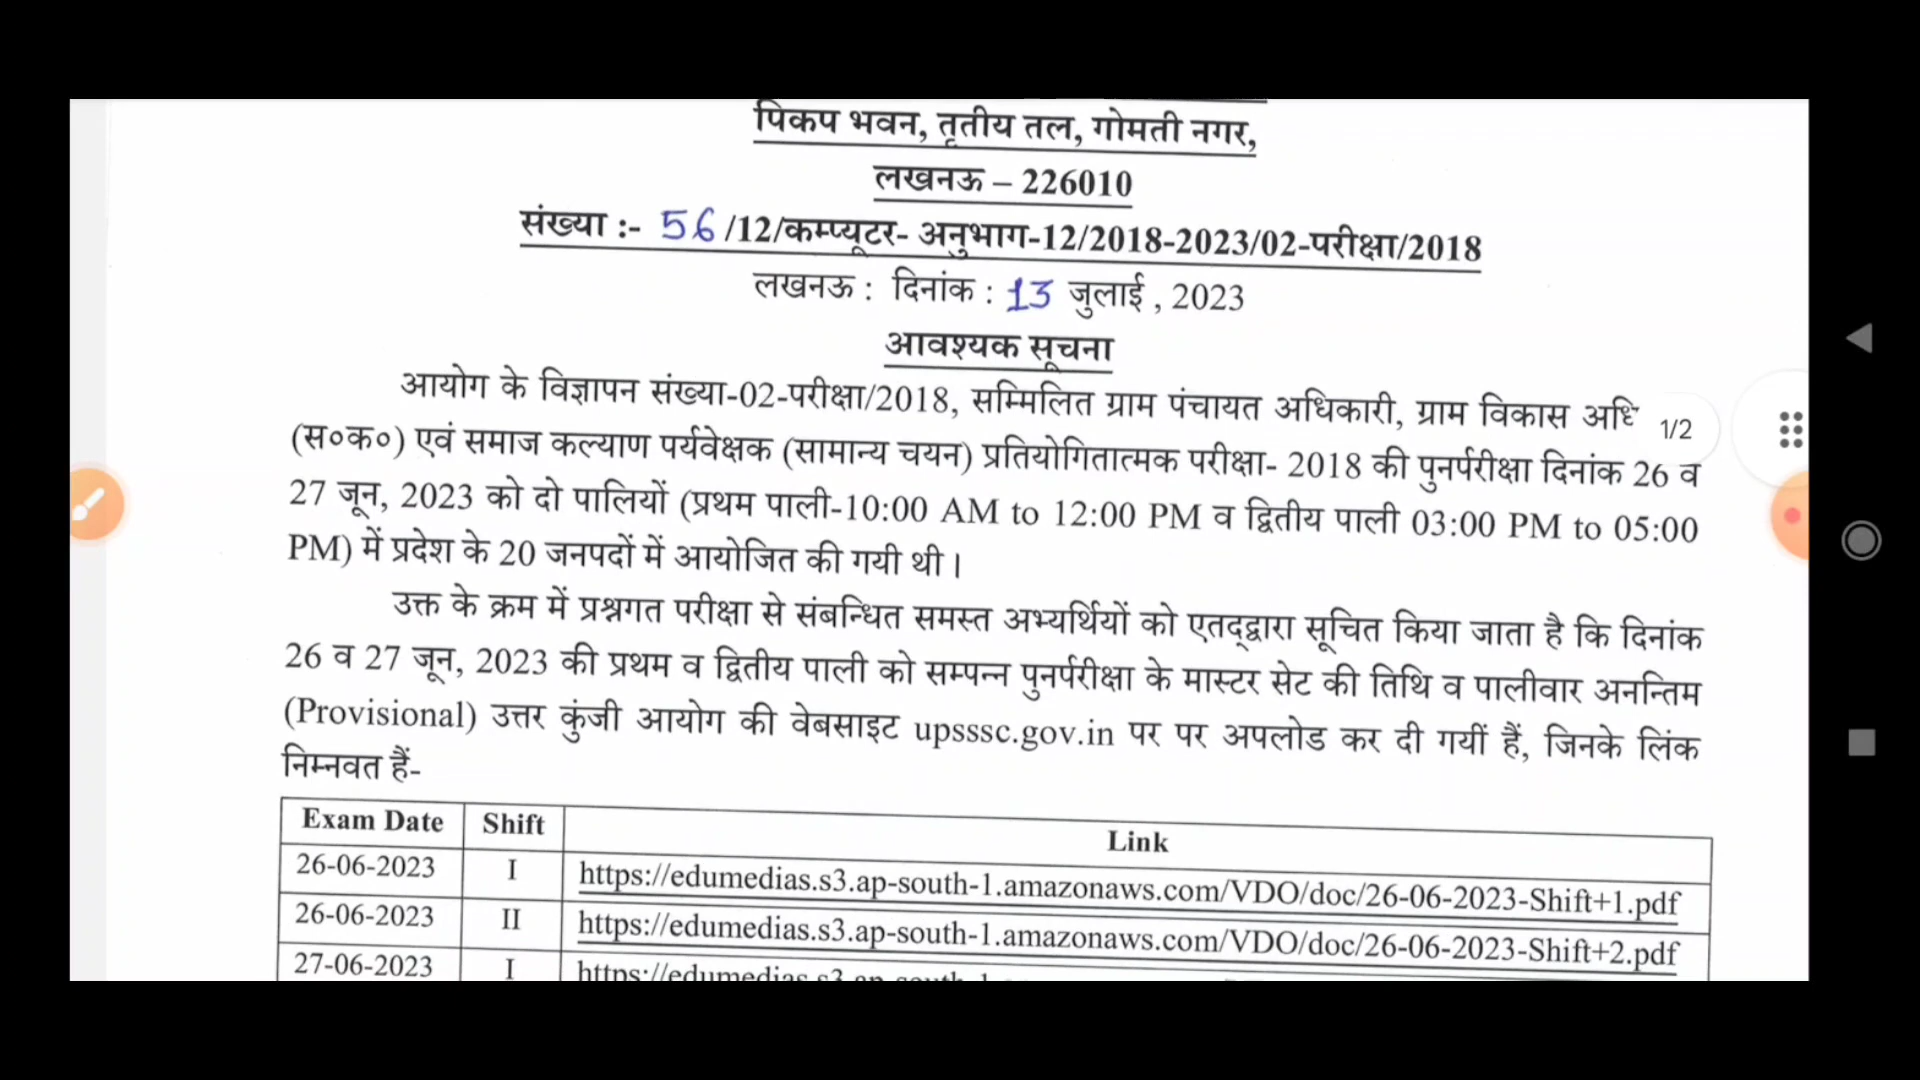 पिकप भवन, तृतीय तल, गोमती नगर,
लखनऊ – 226010
संख्या :- 56 /12/कम्प्यूटर- अनुभाग-12/2018-2023/02-परीक्षा/2018
लखनऊ : दिनांक : 13 जुलाई , 2023
आवश्यक सूचना
आयोग के विज्ञापन संख्या-02-परीक्षा/2018, सम्मिलित ग्राम पंचायत अधिकारी, ग्राम विकास
1/2
(स०क०) एवं समाज कल्याण पर्यवेक्षक (सामान्य चयन) प्रतियोगितात्मक परीक्षा- 2018 की पुनर्परीक्षा दिनांक 26 व
27 जून, 2023 को दो पालियों (प्रथम पाली-10:00 AM to 12:00 PM व द्वितीय पाली 03:00 PM to 05:00
PM) में प्रदेश के 20 जनपदों में आयोजित की गयी थी।
उक्त के क्रम में प्रश्नगत परीक्षा से संबन्धित समस्त अभ्यर्थियों को एतद्द्वारा सूचित किया जाता है कि दिनांक
26 व 27 जून, 2023 की प्रथम व द्वितीय पाली को सम्पन्न पुनर्परीक्षा के मास्टर सेट की तिथि व पालीवार अनन्तिम
(Provisional) उत्तर कुंजी आयोग की वेबसाइट upsssc.gov.in पर पर अपलोड कर दी गयीं हैं, जिनके लिंक
निम्नवत हैं-
Exam Date Shift Link
26-06-2023 I https://edumedias.s3.ap-south-1.amazonaws.com/VDO/doc/26-06-2023-Shift+1.pdf
26-06-2023 II https://edumedias.s3.ap-south-1.amazonaws.com/VDO/doc/26-06-2023-Shift+2.pdf
27-06-2023 I